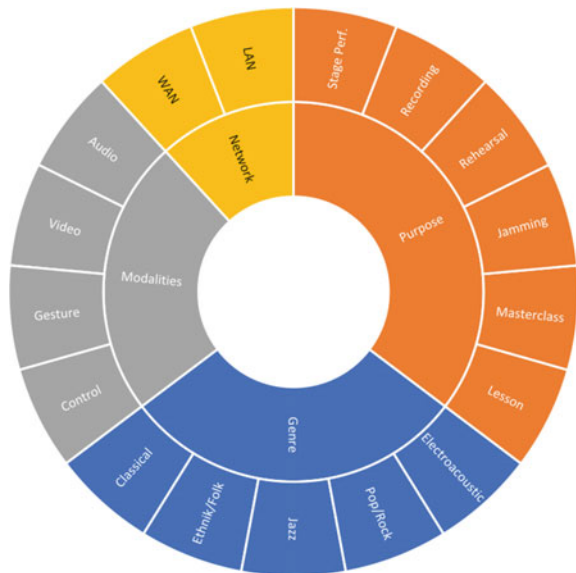 Stage Perf.
Recording
Rehearsal
Jamming
Masterclass
Lesson
Purpose
Electroacoustic
Pop/Rock
Jazz
Ethnik/Folk
Classical
Genre
Control
Gesture
Video
Audio
Modalities
WAN
LAN
Network